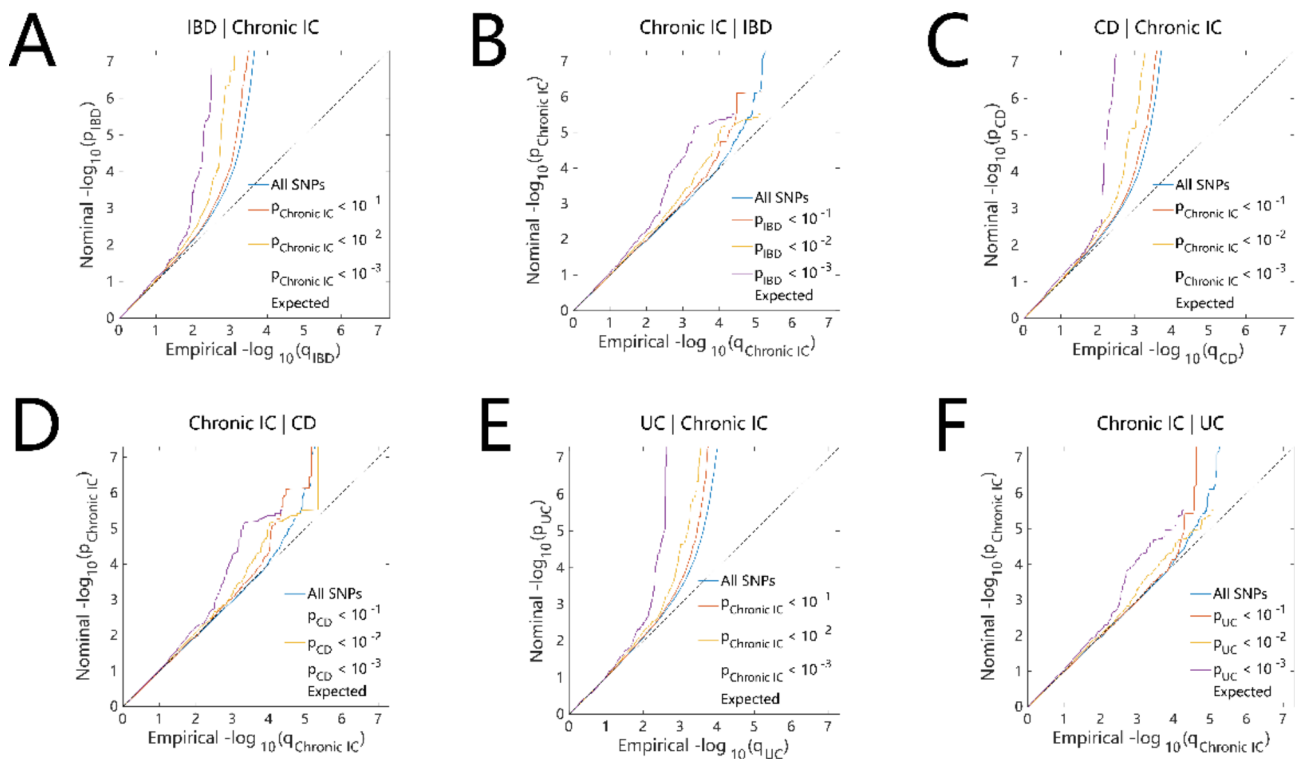 A
IBD | Chronic IC
Nominal -log10(pIBD)
7
6
5
4
3
2
1
0
All SNPs
pChronic IC < 10-1
pChronic IC < 10-2
pChronic IC < 10-3
Expected
0 1 2 3 4 5 6 7
Empirical -log10(qIBD)
B
Chronic IC | IBD
Nominal -log10(pChronic IC)
7
6
5
4
3
2
1
0
All SNPs
pIBD < 10-1
pIBD < 10-2
pIBD < 10-3
Expected
0 1 2 3 4 5 6 7
Empirical -log10(qChronic IC)
C
CD | Chronic IC
Nominal -log10(pCD)
7
6
5
4
3
2
1
0
All SNPs
pChronic IC < 10-1
pChronic IC < 10-2
pChronic IC < 10-3
Expected
0 1 2 3 4 5 6 7
Empirical -log10(qCD)
D
Chronic IC | CD
Nominal -log10(pChronic IC)
7
6
5
4
3
2
1
0
All SNPs
pCD < 10-1
pCD < 10-2
pCD < 10-3
Expected
0 1 2 3 4 5 6 7
Empirical -log10(qChronic IC)
E
UC | Chronic IC
Nominal -log10(pUC)
7
6
5
4
3
2
1
0
All SNPs
pChronic IC < 10-1
pChronic IC < 10-2
pChronic IC < 10-3
Expected
0 1 2 3 4 5 6 7
Empirical -log10(qUC)
F
Chronic IC | UC
Nominal -log10(pChronic IC)
7
6
5
4
3
2
1
0
All SNPs
pUC < 10-1
pUC < 10-2
pUC < 10-3
Expected
0 1 2 3 4 5 6 7
Empirical -log10(qChronic IC)